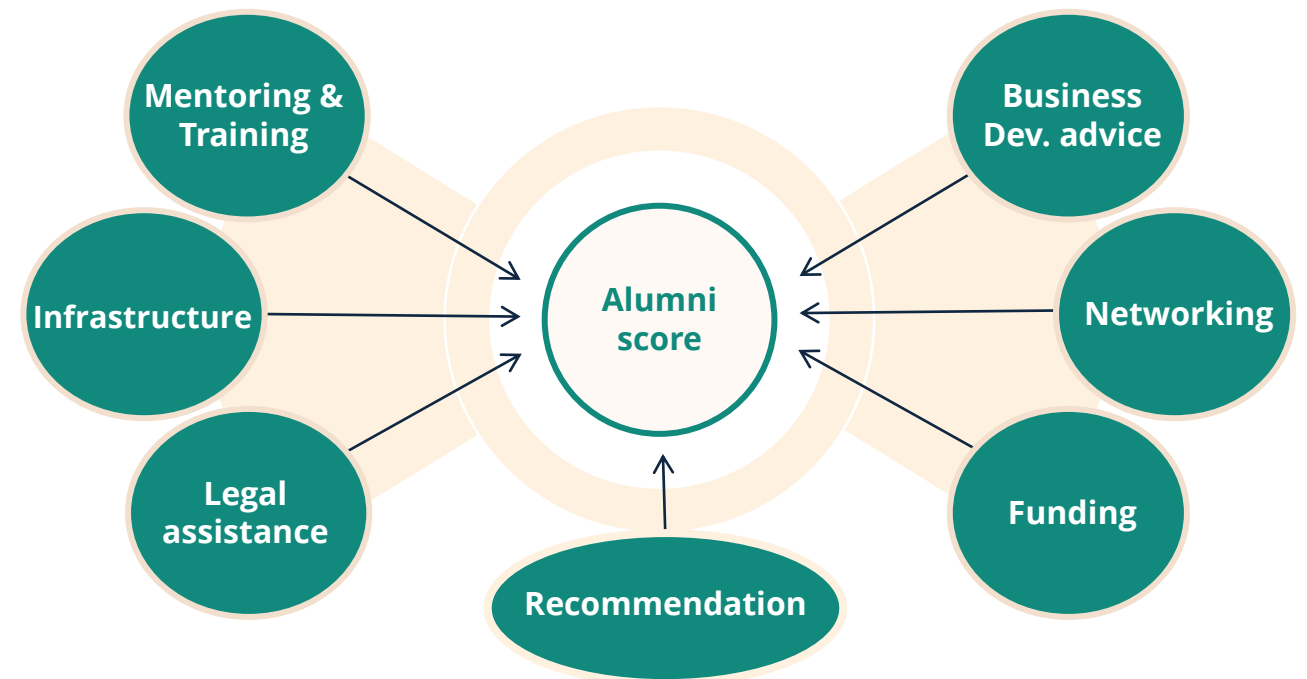 Mentoring &
Training
Business
Dev. advice
Infrastructure
Alumni
score
Networking
Legal
assistance
Funding
Recommendation